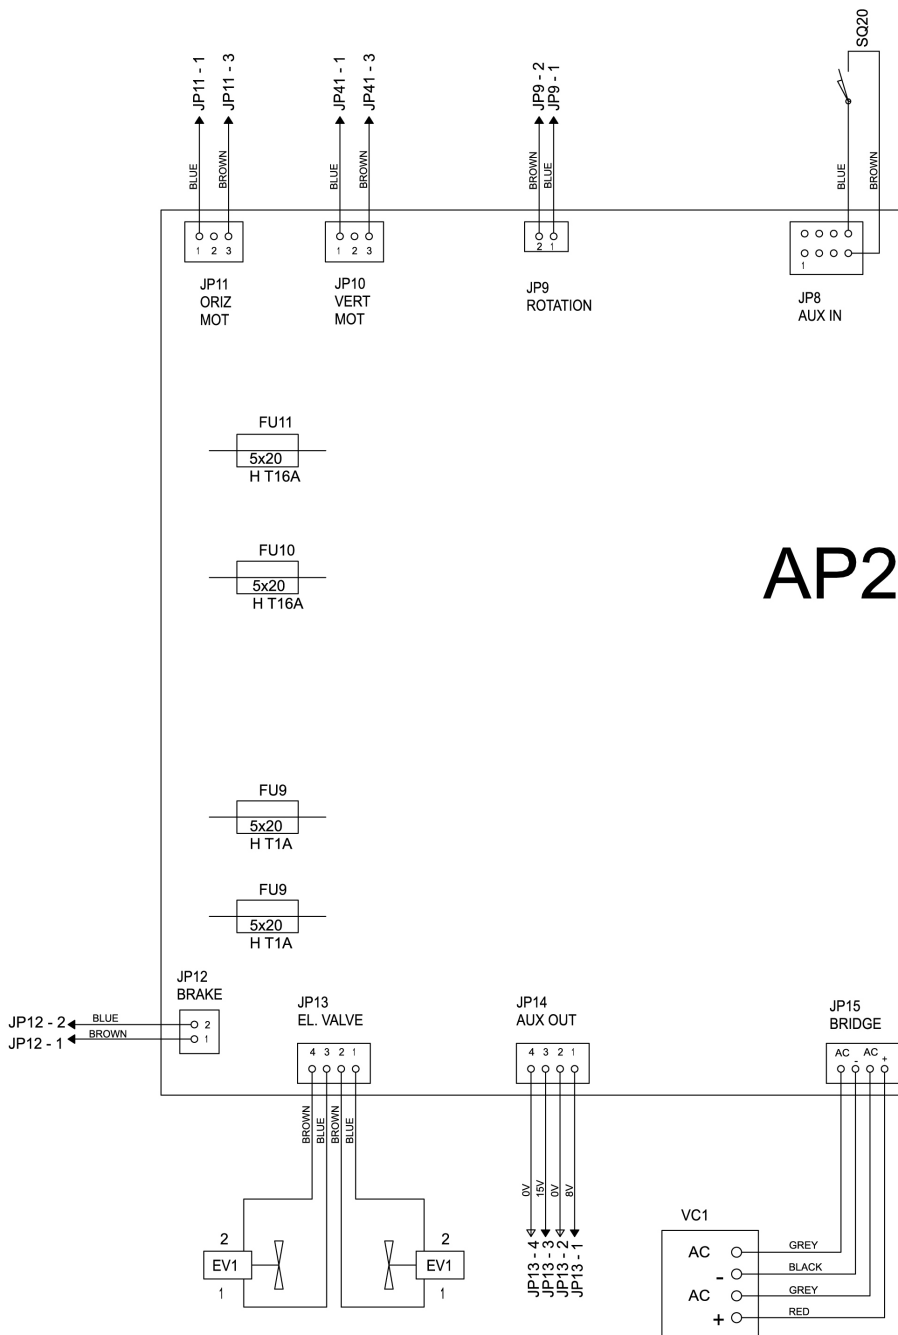 SQ20
JP11 - 1
JP11 - 3
JP41 - 1
JP41 - 3
JP9 - 2
JP9 - 1
BLUE
BROWN
BLUE
BROWN
BROWN
BLUE
BLUE
BROWN
1 2 3
1 2 3
2 1
1
JP11
ORIZ
MOT
JP10
VERT
MOT
JP9
ROTATION
JP8
AUX IN
FU11
5x20
H T16A
FU10
5x20
H T16A
AP2
FU9
5x20
H T1A
FU9
5x20
H T1A
JP12
BRAKE
JP12 - 2
BLUE
2
JP12 - 1
BROWN
1
JP13
EL. VALVE
4 3 2 1
JP14
AUX OUT
4 3 2 1
JP15
BRIDGE
AC - AC +
BROWN
BLUE
BROWN
BLUE
0V
15V
0V
8V
JP13 - 4
JP13 - 3
JP13 - 2
JP13 - 1
2
EV1
1
2
EV1
1
VC1
AC
GREY
-
BLACK
AC
GREY
+
RED